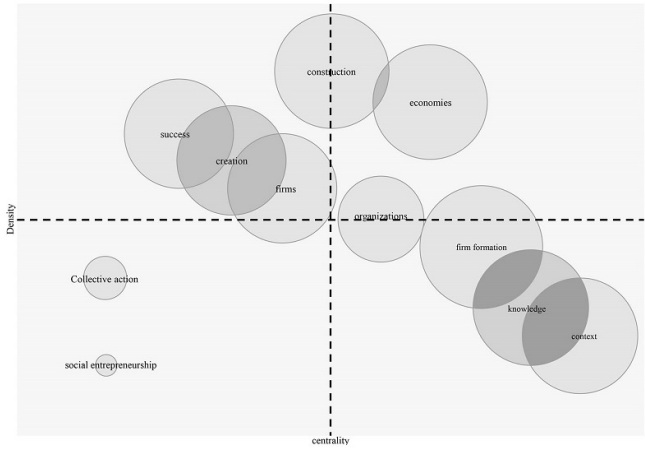 construction
economies
success
creation
firms
organizations
Density
firm formation
Collective action
knowledge
context
social entrepreneurship
centrality